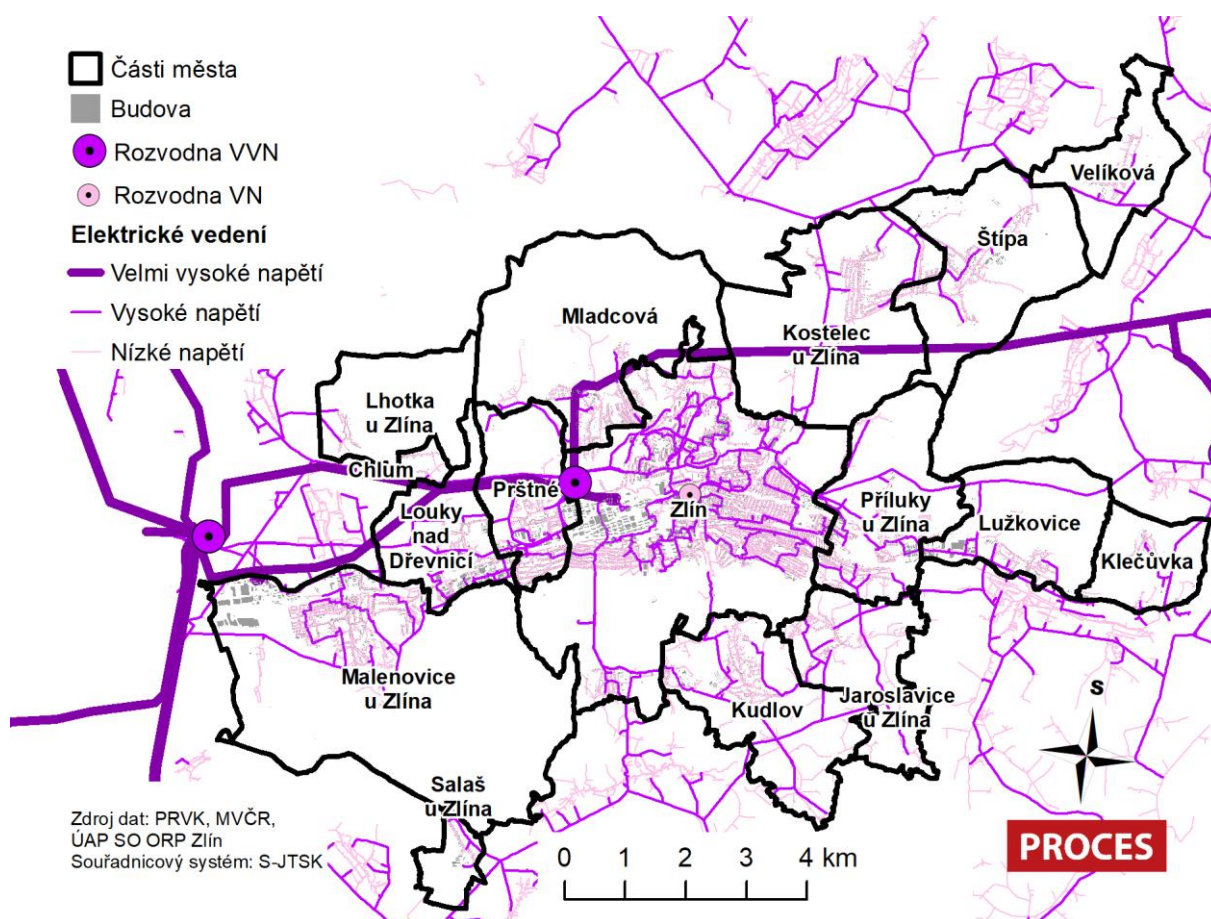 Části města
Budova
Rozvodna VVN
Rozvodna VN
Elektrické vedení
Velmi vysoké napětí
Vysoké napětí
Nízké napětí
Velíková
Štípa
Mladcová
Kostelec
u Zlína
Lhotka
u Zlína
Chlum
Prštné
Louky
nad
Dřevnicí
Zlín
Příluky
u Zlína
Lužkovice
Klečůvka
Malenovice
u Zlína
Kudlov
Jaroslavice
u Zlína
Salaš
u Zlína
S
Zdroj dat: PRVK, MVČR,
ÚAP SO ORP Zlín
Souřadnicový systém: S-JTSK
0 1 2 3 4 km
PROCES